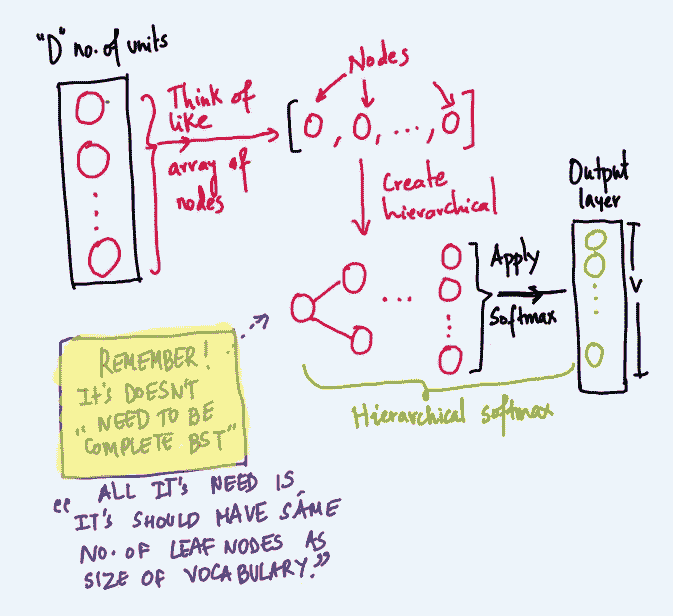 "D" no. of units
Think of
like
array of
nodes
Nodes
[ , , ... , ]
Create
hierarchical
Output
layer
Apply
Softmax
V
Hierarchical softmax
REMEMBER!
It's DOESN'T
"NEED TO BE
COMPLETE BST"
"ALL IT'S NEED IS,
IT'S SHOULD HAVE SAME
NO. OF LEAF NODES AS
SIZE OF VOCABULARY."